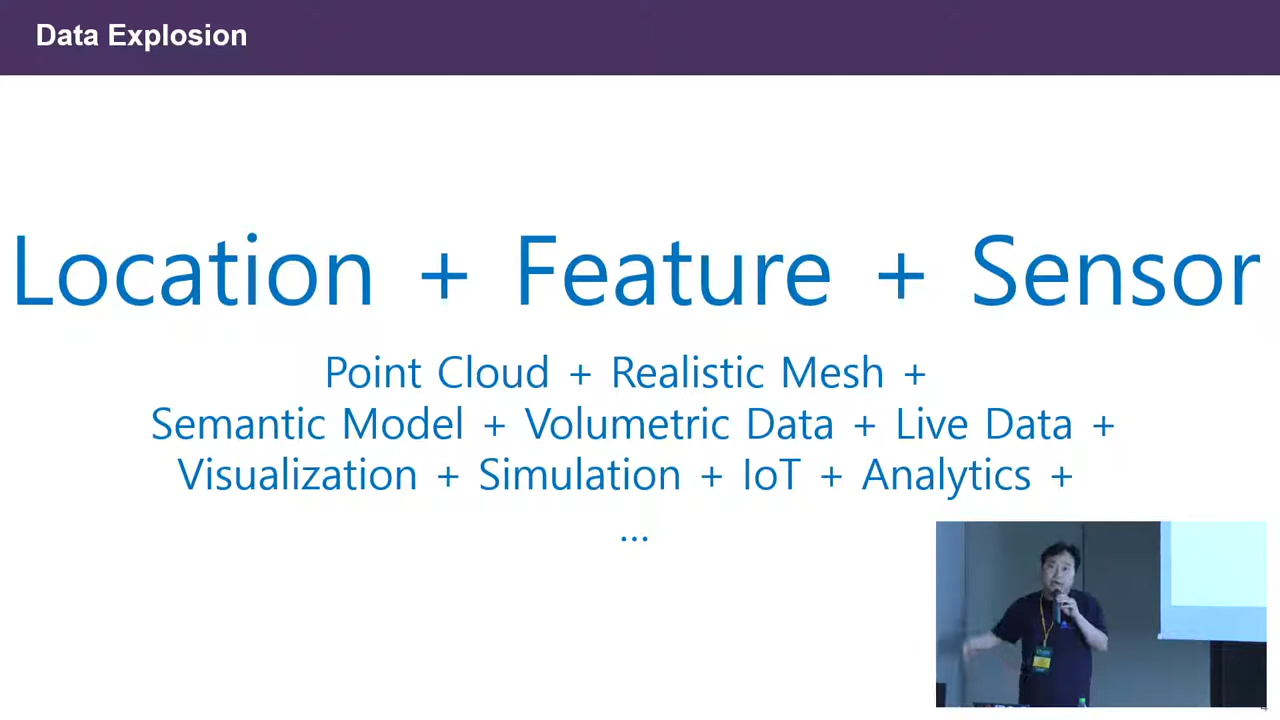 Data Explosion
Location + Feature + Sensor
Point Cloud + Realistic Mesh +
Semantic Model + Volumetric Data + Live Data +
Visualization + Simulation + IoT + Analytics +
...